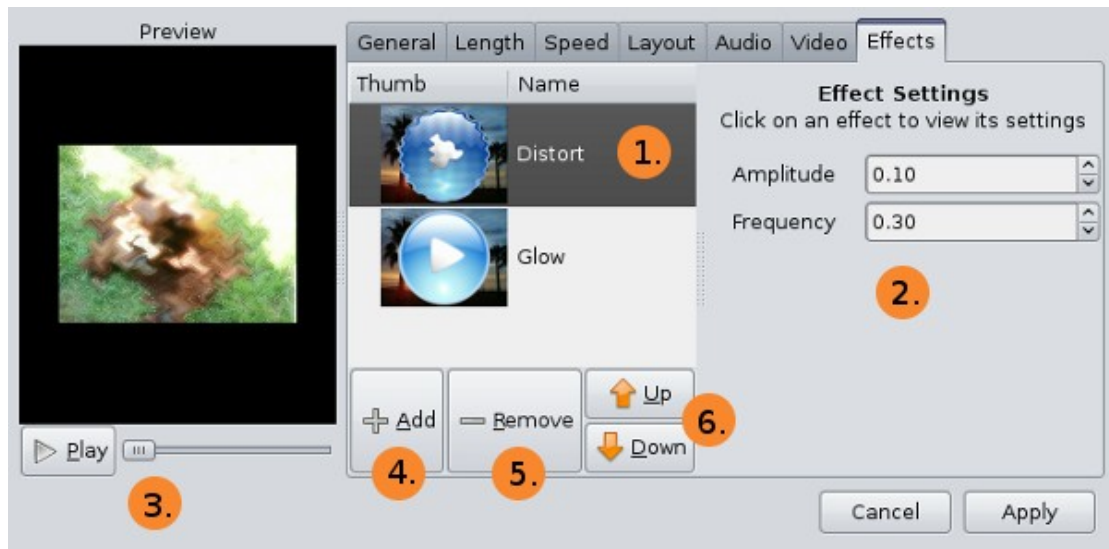 Preview
General Length Speed Layout Audio Video Effects
Thumb Name
Distort
1.
Glow
Effect Settings
Click on an effect to view its settings
Amplitude 0.10
Frequency 0.30
2.
Add
Remove
Up
Down
6.
Play
3.
4.
5.
Cancel Apply